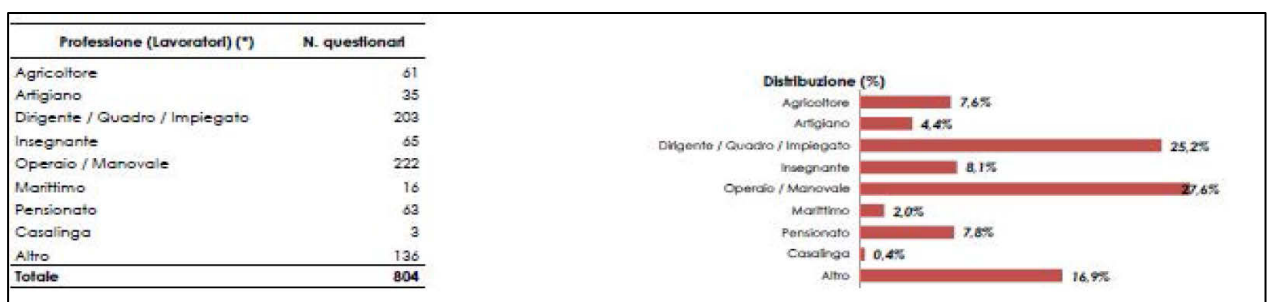 Professione (Lavoratori) (*) N. questionari
Agricoltore 61
Artigiano 35
Dirigente / Quadro / Impiegato 203
Insegnante 65
Operaio / Manovale 222
Marittimo 16
Pensionato 63
Casalinga 3
Altro 136
Totale 804
Distribuzione (%)
Agricoltore 7,6%
Artigiano 4,4%
Dirigente / Quadro / Impiegato 25,2%
Insegnante 8,1%
Operaio / Manovale 27,6%
Marittimo 2,0%
Pensionato 7,8%
Casalinga 0,4%
Altro 16,9%